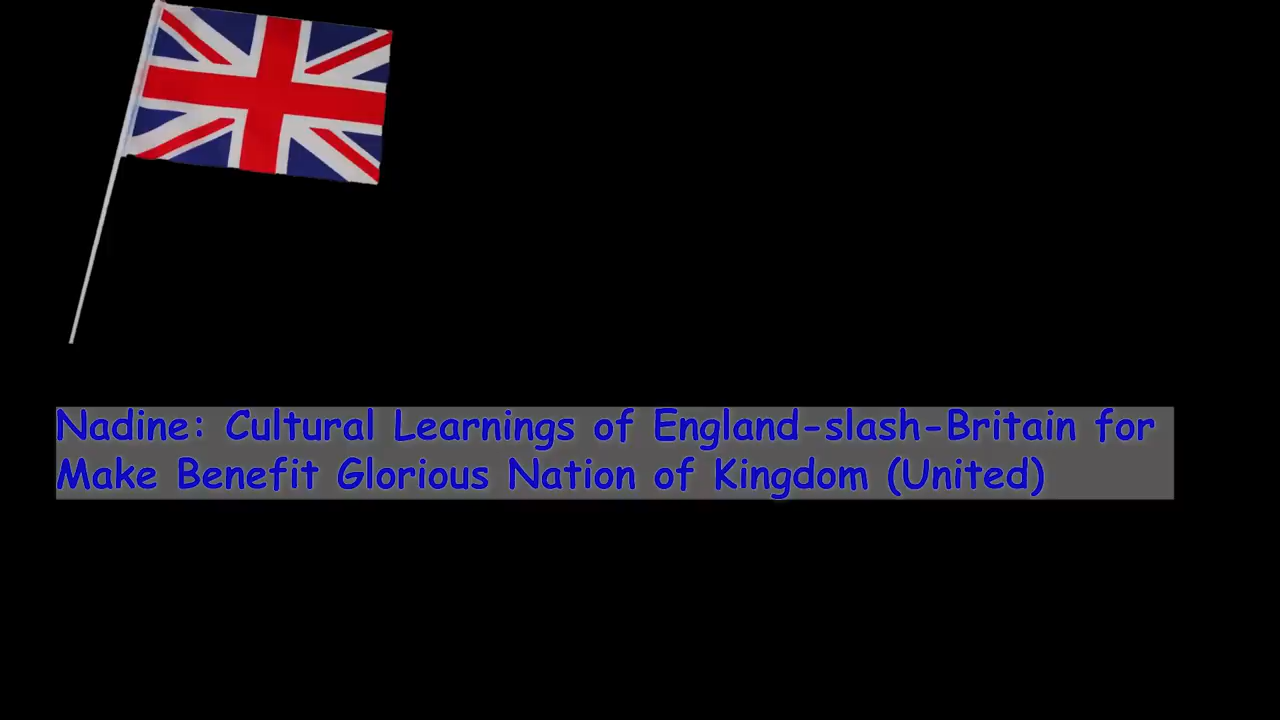 Nadine: Cultural Learnings of England-slash-Britain for
Make Benefit Glorious Nation of Kingdom (United)